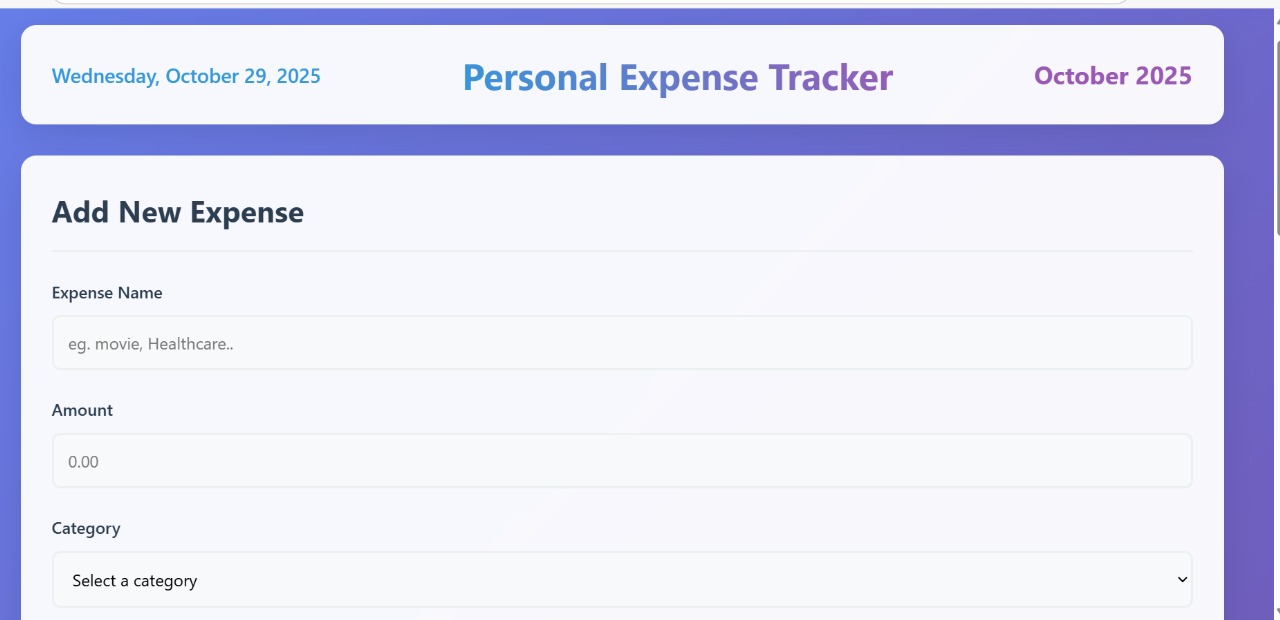 Wednesday, October 29, 2025
Personal Expense Tracker
October 2025
Add New Expense
Expense Name
eg. movie, Healthcare..
Amount
0.00
Category
Select a category